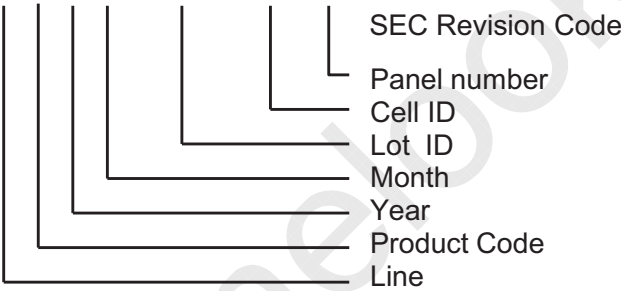 SEC Revision Code
Panel number
Cell ID
Lot ID
Month
Year
Product Code
Line